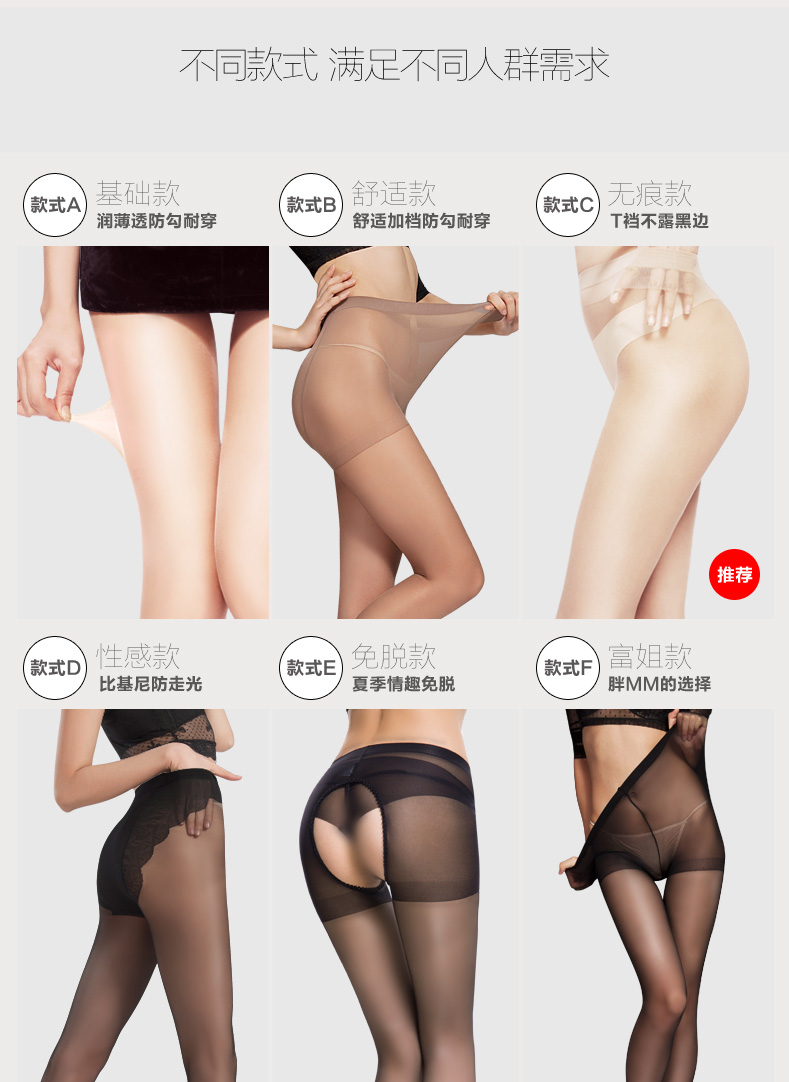 不同款式 满足不同人群需求
款式A
基础款
润薄透防勾耐穿
款式B
舒适款
舒适加档防勾耐穿
款式C
无痕款
T裆不露黑边
推荐
款式D
性感款
比基尼防走光
款式E
免脱款
夏季情趣免脱
款式F
富姐款
胖MM的选择